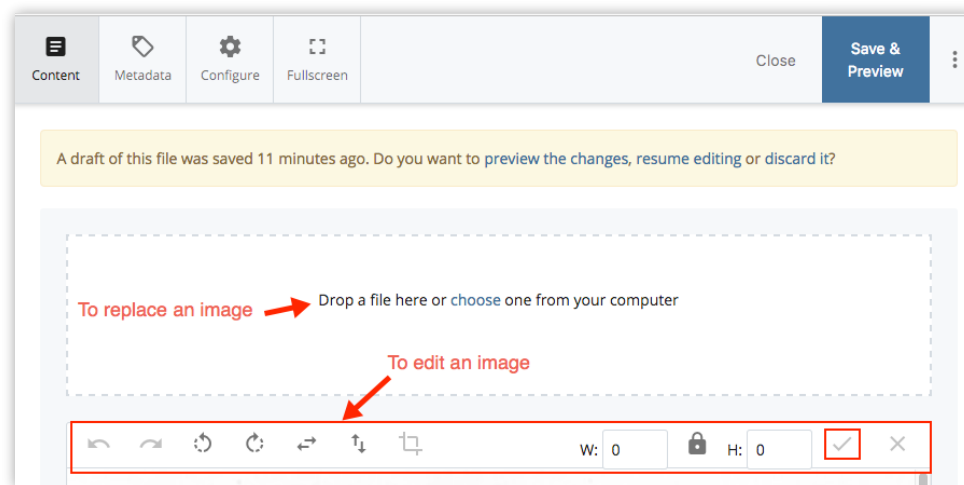 Content
Metadata
Configure
Fullscreen
Close
Save &
Preview
A draft of this file was saved 11 minutes ago. Do you want to preview the changes, resume editing or discard it?
To replace an image
Drop a file here or choose one from your computer
To edit an image
W: 0
H: 0